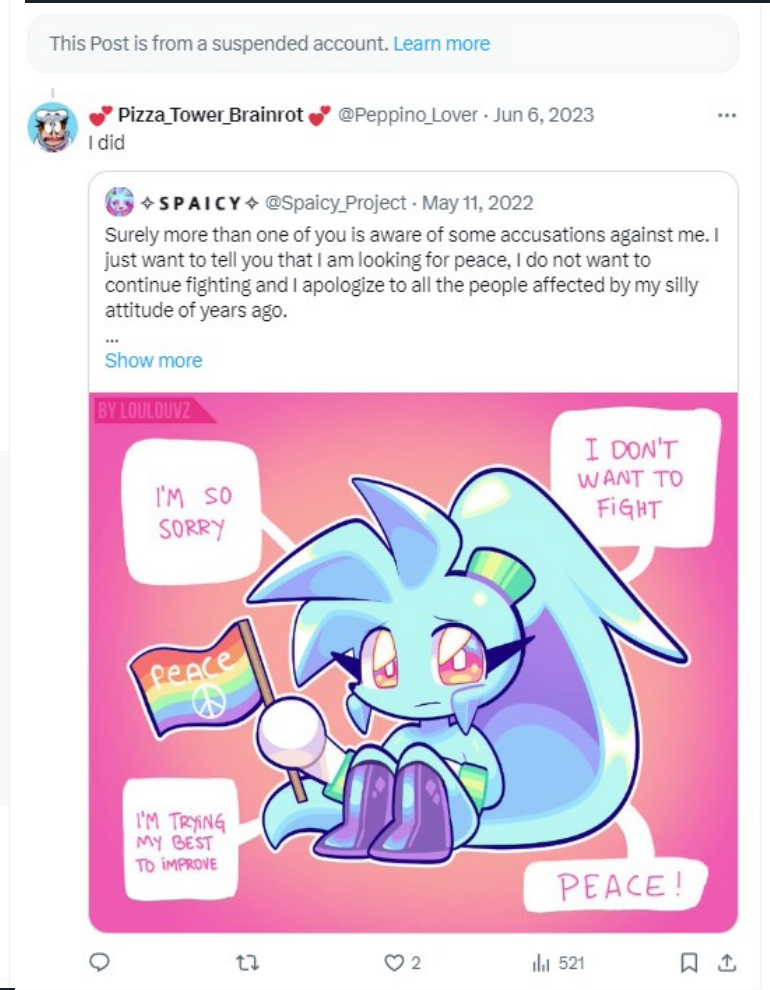 This Post is from a suspended account. Learn more
💕 Pizza_Tower_Brainrot 💕 @Peppino_Lover · Jun 6, 2023
I did
✧SPAICY✧ @Spaicy_Project · May 11, 2022
Surely more than one of you is aware of some accusations against me. I
just want to tell you that I am looking for peace, I do not want to
continue fighting and I apologize to all the people affected by my silly
attitude of years ago.
...
Show more
BY LOULOUVZ
I DON'T
WANT TO
FiGHT
I'M SO
SORRY
PEACE
I'M TRYiNG
MY BEST
TO iMPROVE
PEACE!
2
521